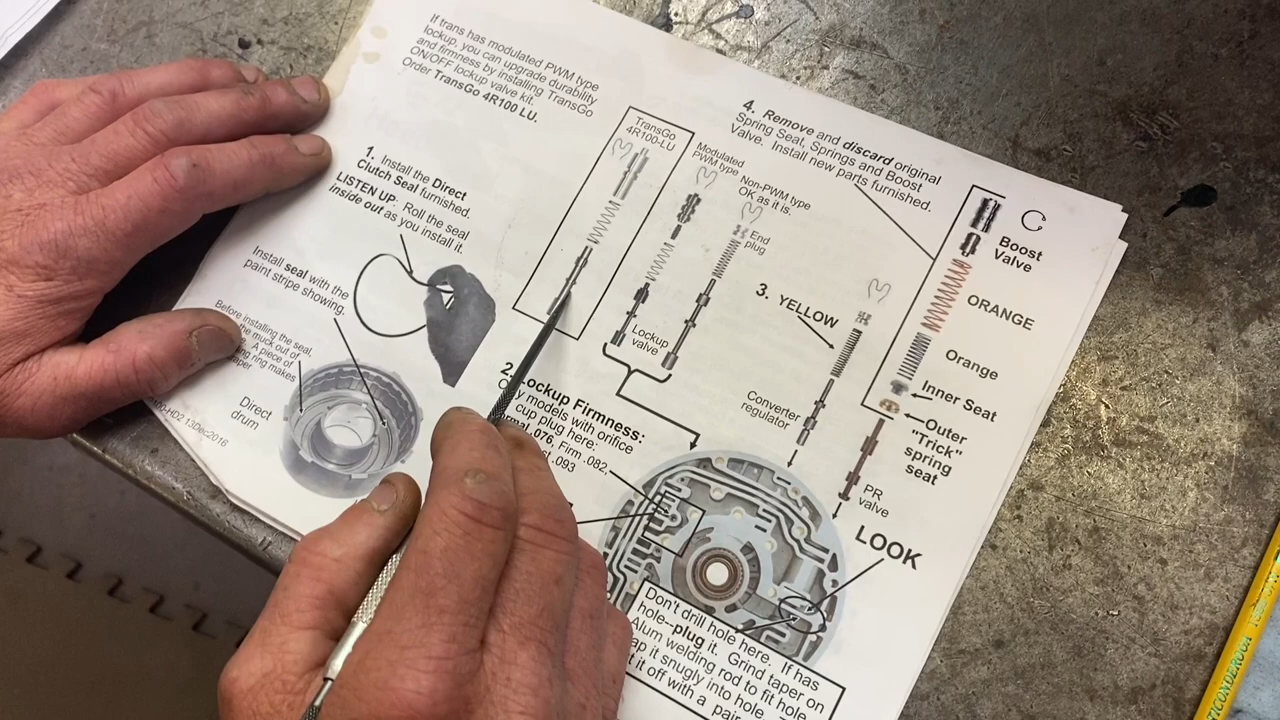 If trans has modulated PWM type
lockup, you can upgrade durability
and firmness by installing TransGo
ON/OFF lockup valve kit.
Order TransGo 4R100 LU.
1. Install the Direct
Clutch Seal furnished.
LISTEN UP: Roll the seal
inside out as you install it.
Install seal with the
paint stripe showing.
Before installing the seal,
the muck out of
A piece of
ring makes
Direct
drum
100-HD2 13Dec2016
TransGo
4R100-LU
Modulated
PWM type
Non-PWM type
OK as it is.
End
plug
Lockup
valve
2. Lockup Firmness:
models with orifice
cup plug here:
.076, Firm .082,
.093
3. YELLOW
Converter
regulator
4. Remove and discard original
Spring Seat, Springs and Boost
Valve. Install new parts furnished.
Boost
Valve
ORANGE
Orange
Inner Seat
Outer
"Trick"
spring
seat
PR
valve
LOOK
Don't drill hole here. If has
hole--plug it. Grind taper on
Alum welding rod to fit hole
it snugly into hole.
it off with a
TICONDEROGA